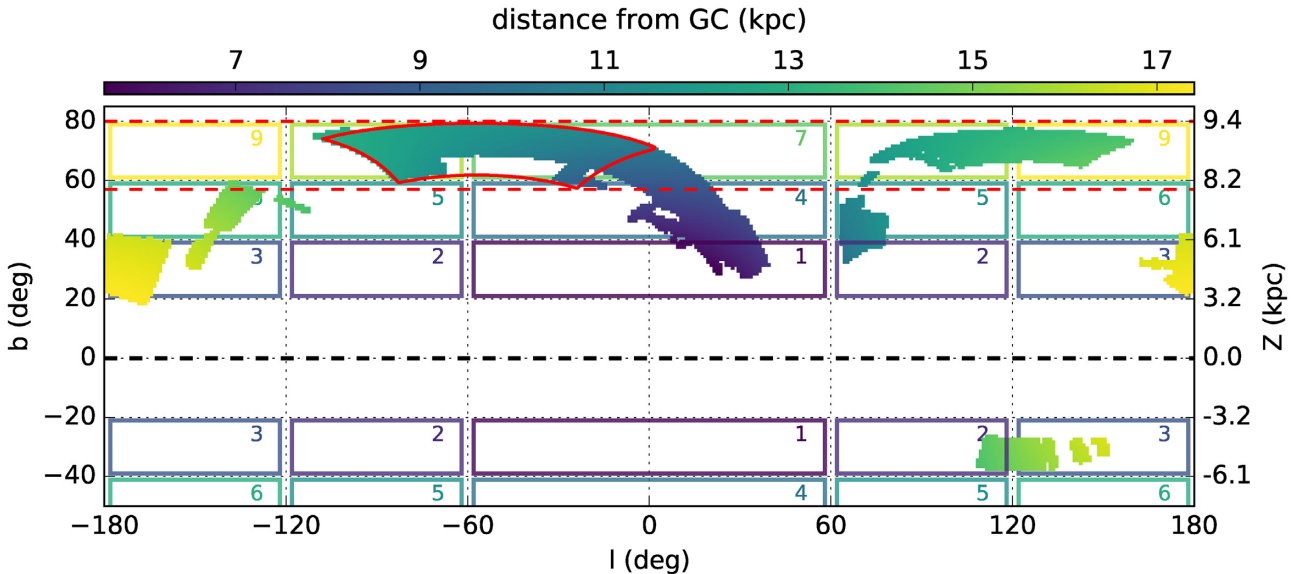 distance from GC (kpc)
7 9 11 13 15 17
80 9 7 9 9.4
60 8.2
5 4 5 6
40 6.1
3 2 1 2 3
20 3.2
b (deg)
0 0.0
Z (kpc)
−20 -3.2
3 2 1 2 3
−40 -6.1
6 5 4 5 6
−180 −120 −60 0 60 120 180
l (deg)